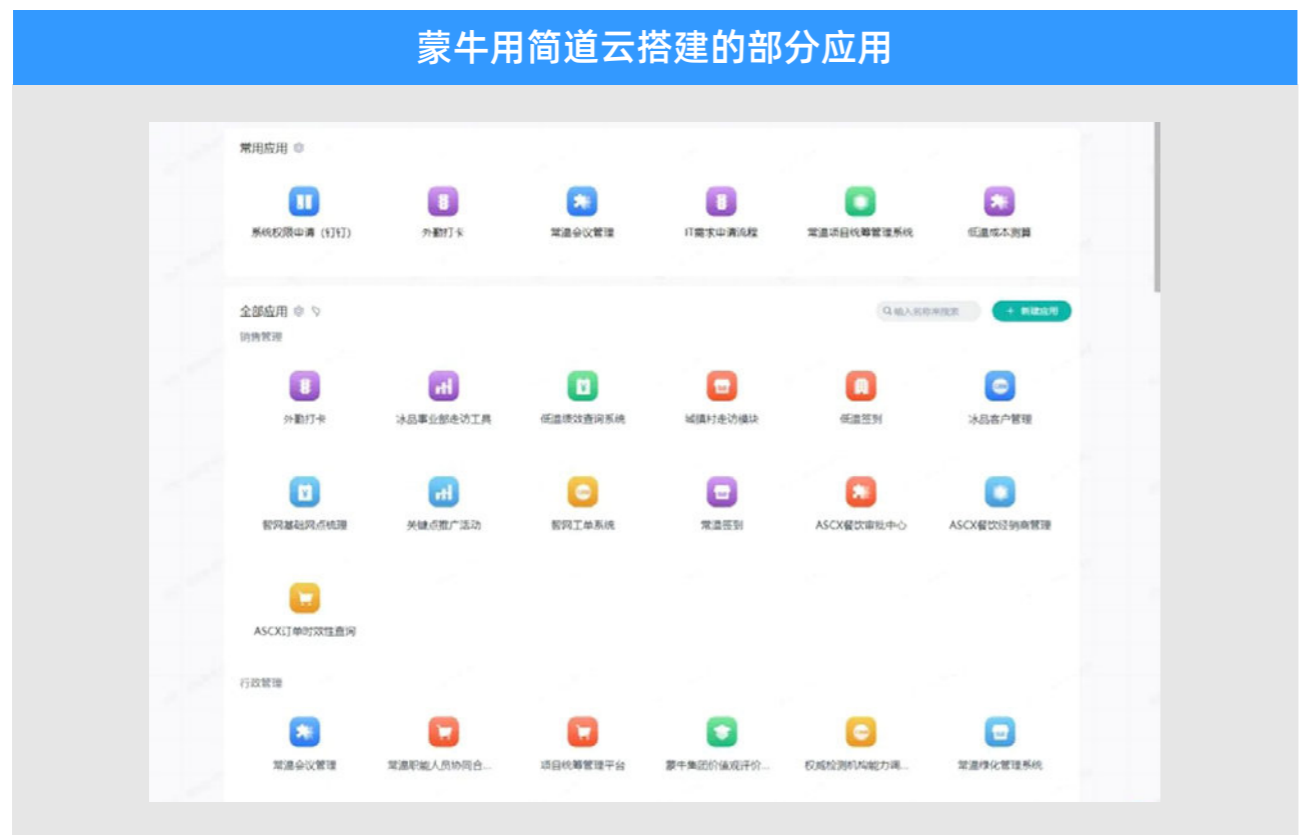 蒙牛用简道云搭建的部分应用
常用应用
系统权限申请（钉钉） 外勤打卡 常温会议管理 IT需求申请流程 常温项目统筹管理系统 低温成本测算
全部应用 输入名称来搜索 + 新建应用
销售管理
外勤打卡 冰品事业部走访工具 低温绩效查询系统 城镇村走访模块 低温签到 冰品客户管理
智网基础网点梳理 关键点推广活动 智网工单系统 常温签到 ASCX餐饮审批中心 ASCX餐饮经销商管理
ASCX订单时效性查询
行政管理
常温会议管理 常温职能人员协同合... 项目统筹管理平台 蒙牛集团价值观评价... 权威检测机构能力调... 常温绿化管理系统